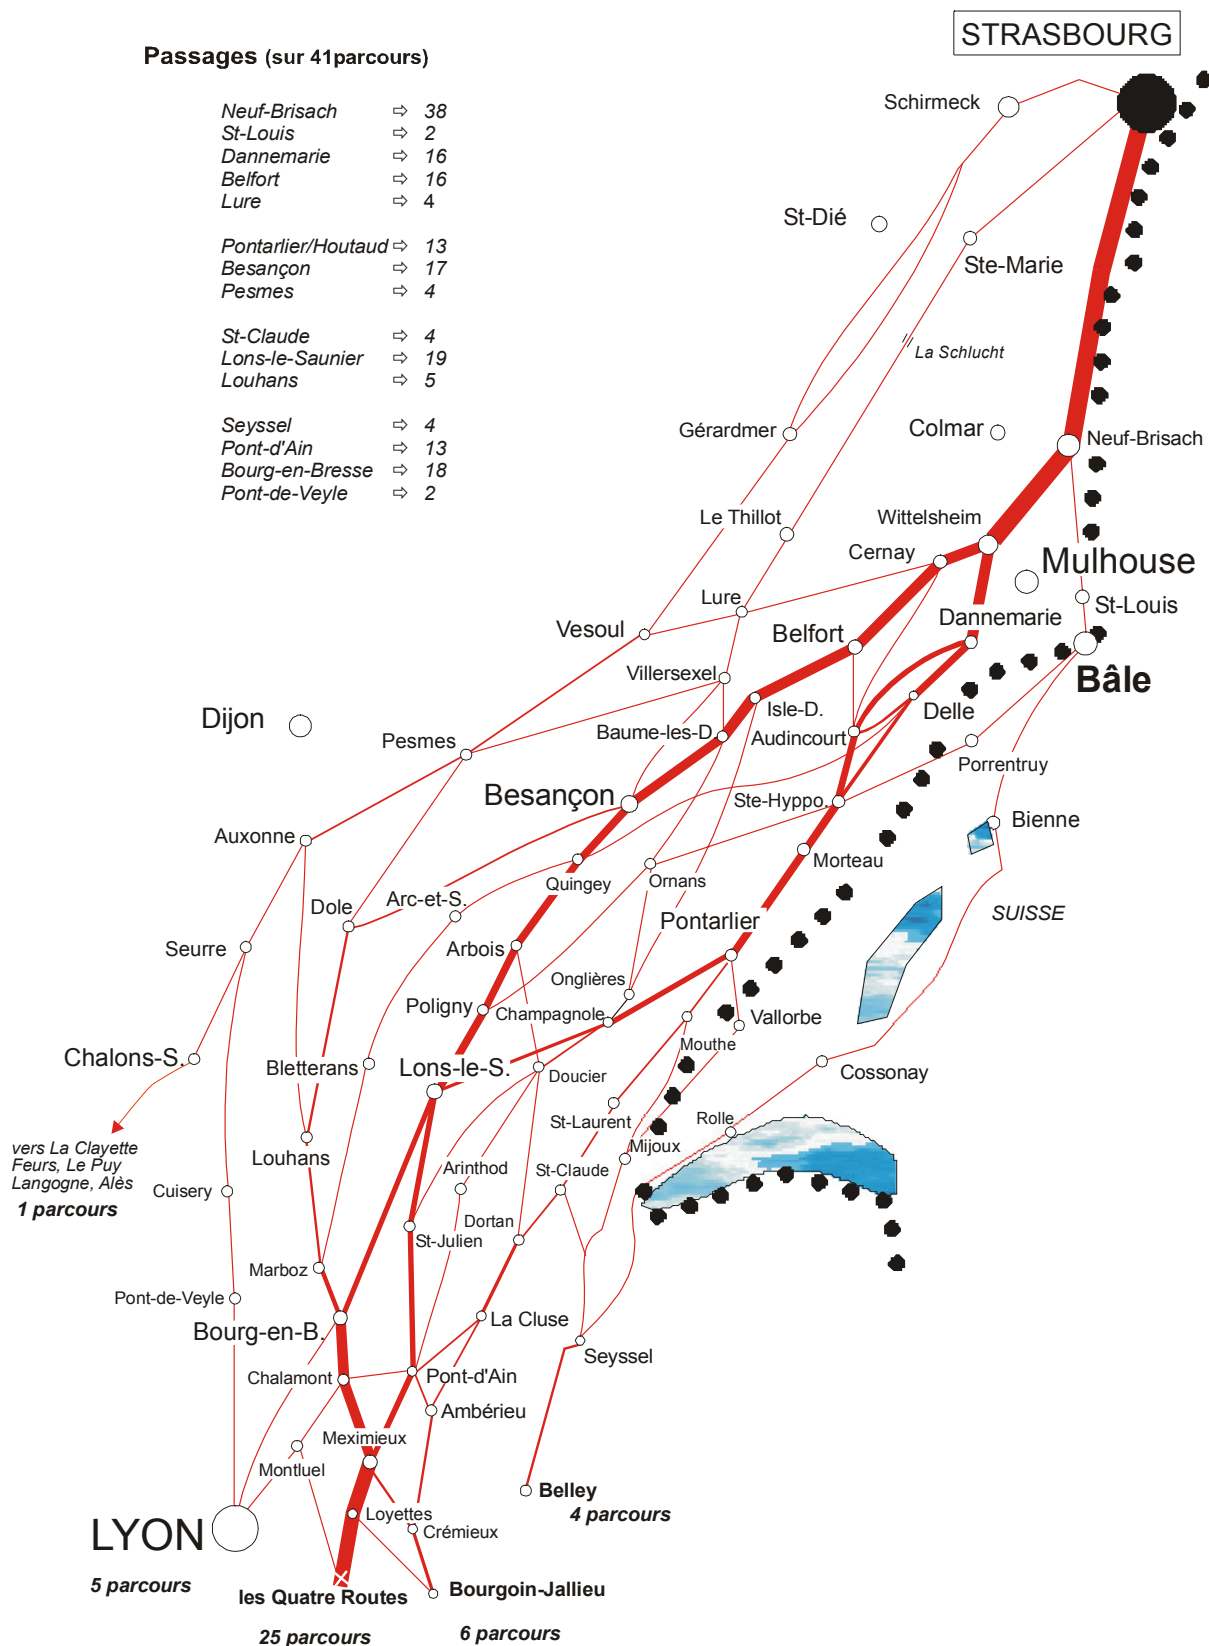 STRASBOURG
Passages (sur 41parcours)
Neuf-Brisach ⇨ 38
St-Louis ⇨ 2
Dannemarie ⇨ 16
Belfort ⇨ 16
Lure ⇨ 4
Pontarlier/Houtaud ⇨ 13
Besançon ⇨ 17
Pesmes ⇨ 4
St-Claude ⇨ 4
Lons-le-Saunier ⇨ 19
Louhans ⇨ 5
Seyssel ⇨ 4
Pont-d'Ain ⇨ 13
Bourg-en-Bresse ⇨ 18
Pont-de-Veyle ⇨ 2
Schirmeck
St-Dié
Ste-Marie
La Schlucht
Gérardmer
Colmar
Neuf-Brisach
Le Thillot
Wittelsheim
Cernay
Mulhouse
Lure
St-Louis
Vesoul
Belfort
Dannemarie
Villersexel
Bâle
Isle-D.
Delle
Dijon
Pesmes
Baume-les-D
Audincourt
Porrentruy
Besançon
Ste-Hyppo.
Bienne
Auxonne
Morteau
Quingey
Ornans
Arc-et-S.
Dole
SUISSE
Pontarlier
Seurre
Arbois
Onglières
Poligny
Champagnole
Vallorbe
Mouthe
Chalons-S.
Bletterans
Lons-le-S.
Doucier
Cossonay
St-Laurent
Rolle
vers La Clayette
Feurs, Le Puy
Langogne, Alès
1 parcours
Louhans
Mijoux
Arinthod
St-Claude
Cuisery
Dortan
St-Julien
Marboz
Pont-de-Veyle
La Cluse
Bourg-en-B.
Seyssel
Chalamont
Pont-d'Ain
Ambérieu
Meximieux
Montluel
Belley
4 parcours
Loyettes
LYON
Crémieux
5 parcours
les Quatre Routes
Bourgoin-Jallieu
25 parcours
6 parcours